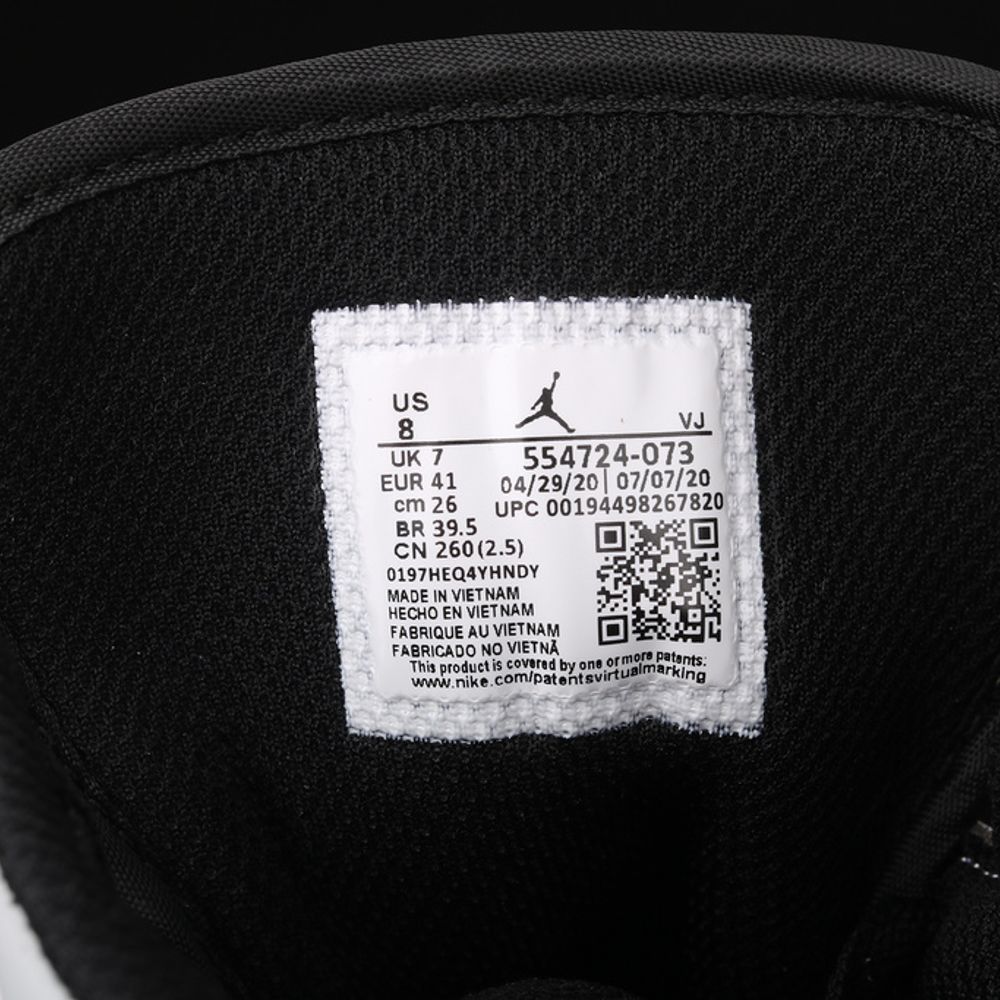 US
8
VJ
UK 7
554724-073
EUR 41
04/29/20 | 07/07/20
cm 26
UPC 00194498267820
BR 39.5
CN 260(2.5)
0197HEQ4YHNDY
MADE IN VIETNAM
HECHO EN VIETNAM
FABRIQUE AU VIETNAM
FABRICADO NO VIETNÃ
This product is covered by one or more patents:
www.nike.com/patentsvirtualmarking